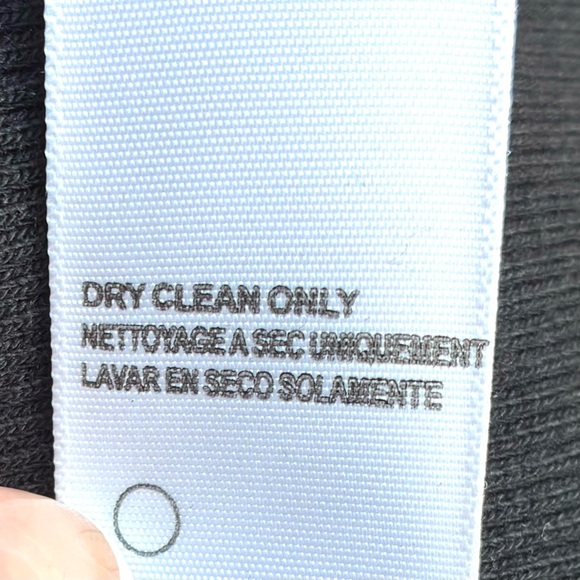 DRY CLEAN ONLY
NETTOYAGE A SEC UNIQUEMENT
LAVAR EN SECO SOLAMENTE